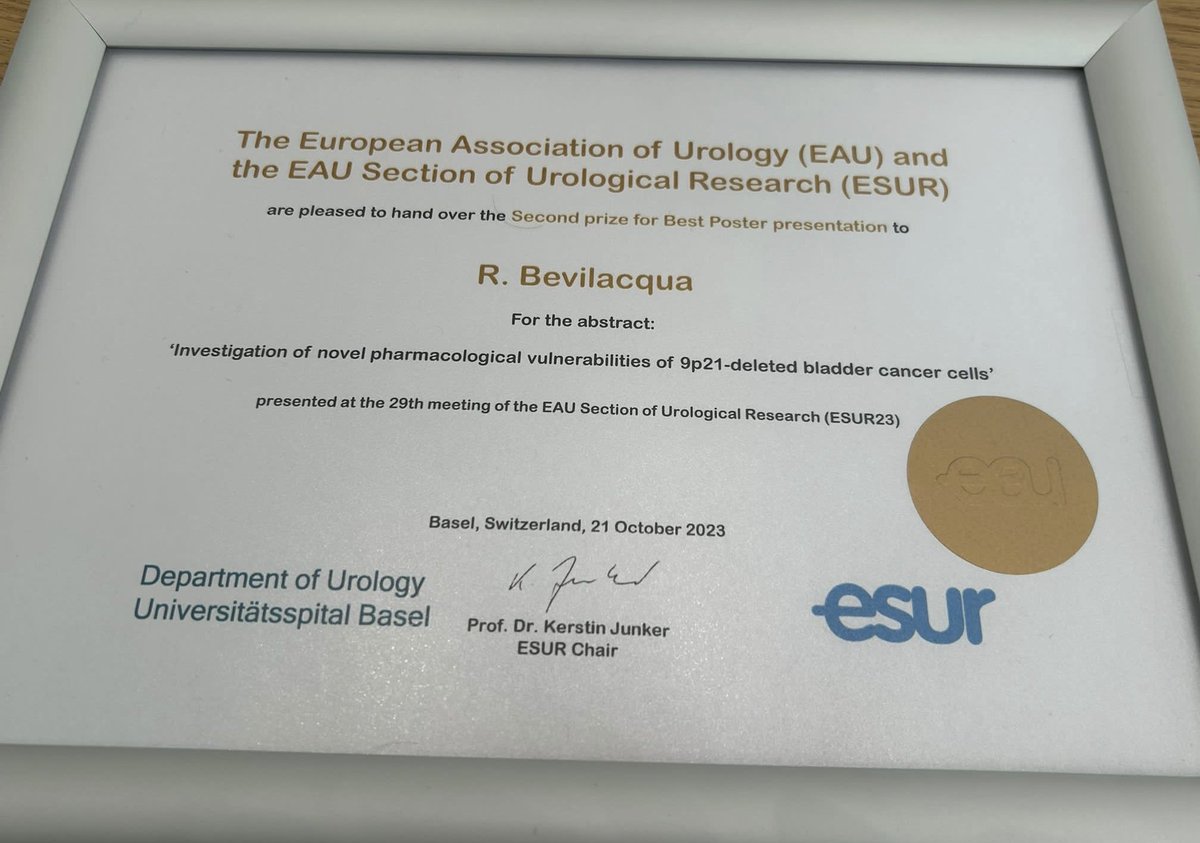 The European Association of Urology (EAU) and
the EAU Section of Urological Research (ESUR)
are pleased to hand over the Second prize for Best Poster presentation to
R. Bevilacqua
For the abstract:
‘Investigation of novel pharmacological vulnerabilities of 9p21-deleted bladder cancer cells’
presented at the 29th meeting of the EAU Section of Urological Research (ESUR23)
eau
Basel, Switzerland, 21 October 2023
Department of Urology
Universitätsspital Basel
K. Junker
Prof. Dr. Kerstin Junker
ESUR Chair
esur